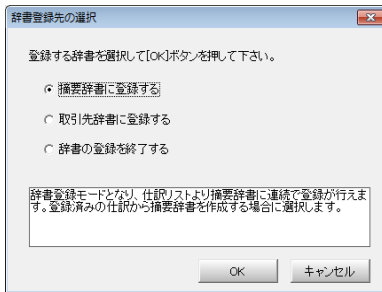 辞書登録先の選択
登録する辞書を選択して[OK]ボタンを押して下さい。
摘要辞書に登録する
取引先辞書に登録する
辞書の登録を終了する
辞書登録モードとなり、仕訳リストより摘要辞書に連続で登録が行えま
す。登録済みの仕訳から摘要辞書を作成する場合に選択します。
OK キャンセル